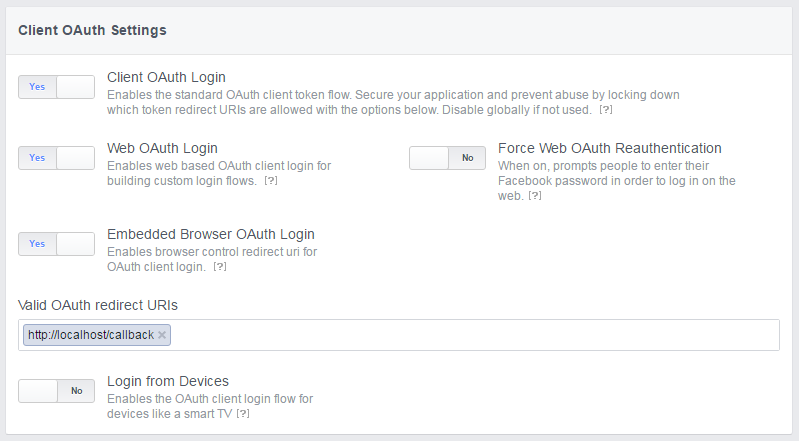 Client OAuth Settings
Yes
Client OAuth Login
Enables the standard OAuth client token flow. Secure your application and prevent abuse by locking down
which token redirect URIs are allowed with the options below. Disable globally if not used. [?]
Yes
Web OAuth Login
Enables web based OAuth client login for
building custom login flows. [?]
No
Force Web OAuth Reauthentication
When on, prompts people to enter their
Facebook password in order to log in on the
web. [?]
Yes
Embedded Browser OAuth Login
Enables browser control redirect uri for
OAuth client login. [?]
Valid OAuth redirect URIs
http://localhost/callback ×
No
Login from Devices
Enables the OAuth client login flow for
devices like a smart TV [?]